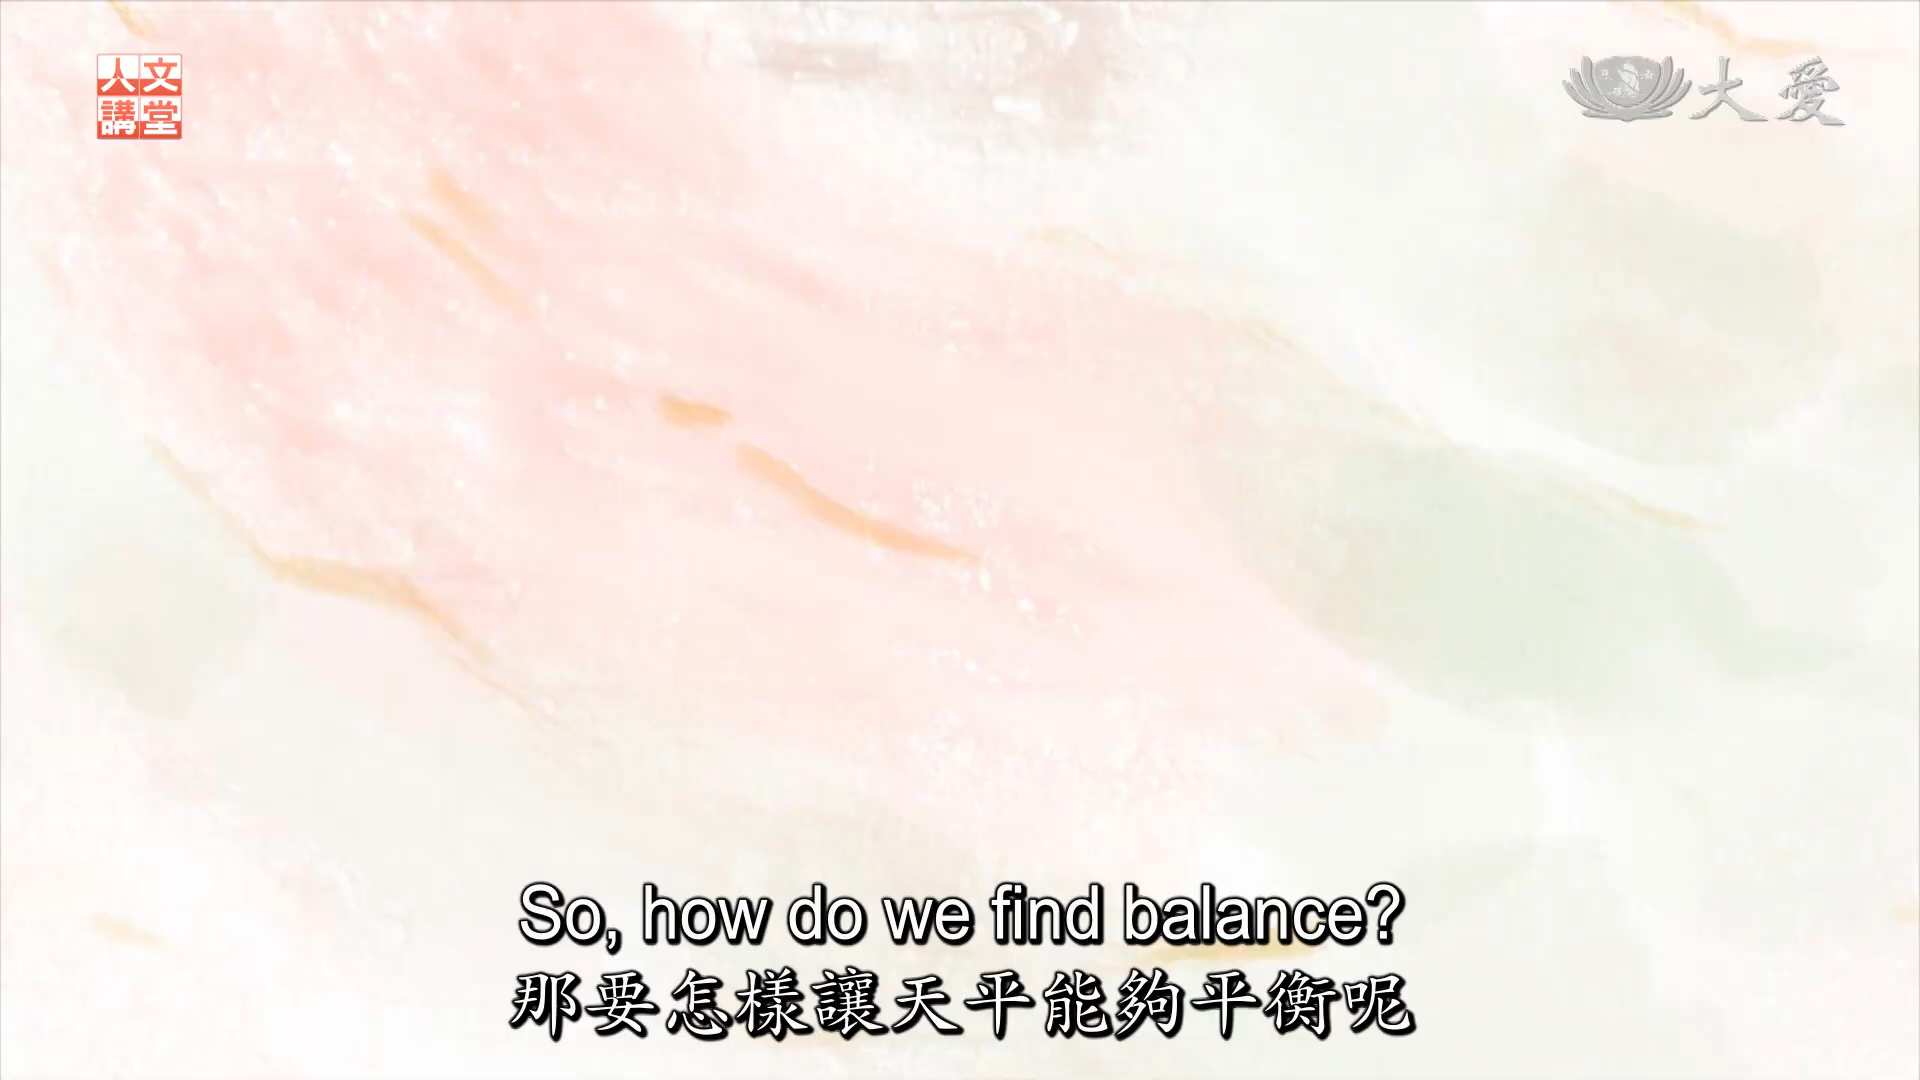 人文
講堂
大愛
So, how do we find balance?
那要怎樣讓天平能夠平衡呢